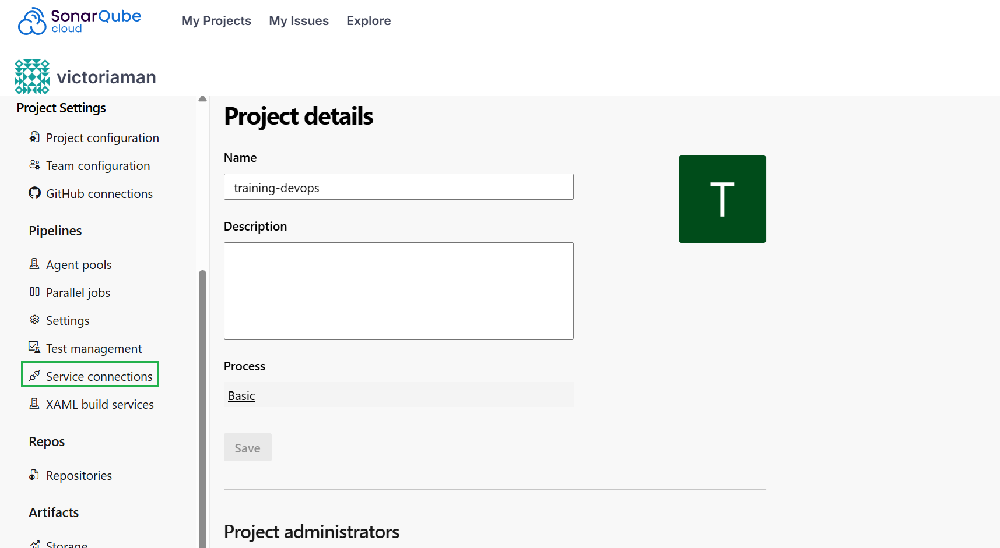 SonarQube
cloud
My Projects
My Issues
Explore
victoriaman
Project Settings
Project configuration
Team configuration
GitHub connections
Pipelines
Agent pools
Parallel jobs
Settings
Test management
Service connections
XAML build services
Repos
Repositories
Artifacts
Storage
Project details
Name
training-devops
T
Description
Process
Basic
Save
Project administrators